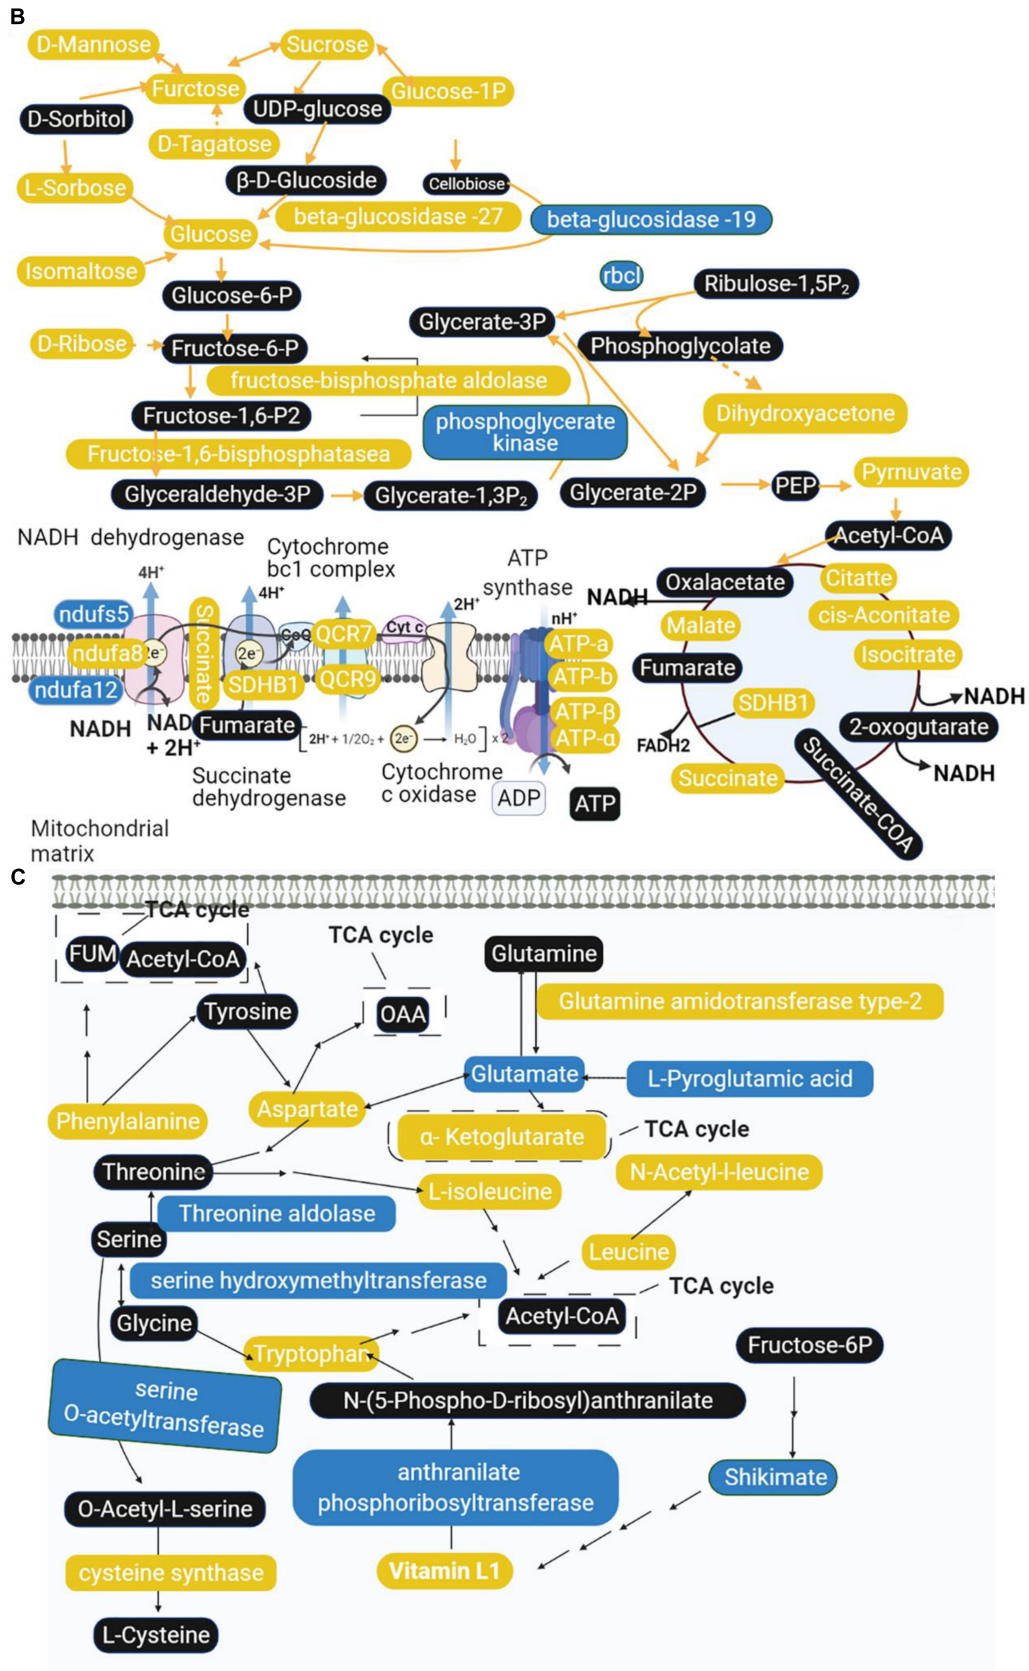 B
D-Mannose
Sucrose
Furctose
Glucose-1P
D-Sorbitol
UDP-glucose
D-Tagatose
β-D-Glucoside
Cellobiose
L-Sorbose
beta-glucosidase -27
beta-glucosidase -19
Glucose
Isomaltose
rbcl
Ribulose-1,5P₂
Glucose-6-P
Glycerate-3P
D-Ribose
Fructose-6-P
Phosphoglycolate
fructose-bisphosphate aldolase
Fructose-1,6-P2
phosphoglycerate
kinase
Dihydroxyacetone
Fructose-1,6-bisphosphatasea
Pyrnuvate
Glyceraldehyde-3P
Glycerate-1,3P₂
Glycerate-2P
PEP
Acetyl-CoA
NADH dehydrogenase
Cytochrome
bc1 complex
ATP
synthase
4H⁺
4H⁺
2H⁺
nH⁺
ndufs5
ndufa8
ndufa12
2e⁻
Succinate
2e⁻
CoQ
QCR7
Cyt c
SDHB1
QCR9
ATP-a
ATP-b
ATP-β
ATP-α
NADH
NAD
+ 2H⁺
Fumarate
2H⁺ + 1/2O₂ + 2e⁻ → H₂O ] x 2
Succinate
dehydrogenase
Cytochrome
c oxidase
ADP
ATP
Mitochondrial
matrix
Oxalacetate
Citatte
NADH
cis-Aconitate
Malate
Isocitrate
Fumarate
NADH
SDHB1
2-oxogutarate
FADH2
NADH
Succinate
Succinate-COA
C
TCA cycle
FUM
Acetyl-CoA
TCA cycle
Glutamine
Tyrosine
OAA
Glutamine amidotransferase type-2
Glutamate
L-Pyroglutamic acid
Phenylalanine
Aspartate
α- Ketoglutarate
TCA cycle
Threonine
L-isoleucine
N-Acetyl-l-leucine
Threonine aldolase
Serine
Leucine
serine hydroxymethyltransferase
TCA cycle
Glycine
Acetyl-CoA
Tryptophan
Fructose-6P
serine
O-acetyltransferase
N-(5-Phospho-D-ribosyl)anthranilate
anthranilate
phosphoribosyltransferase
Shikimate
O-Acetyl-L-serine
cysteine synthase
Vitamin L1
L-Cysteine